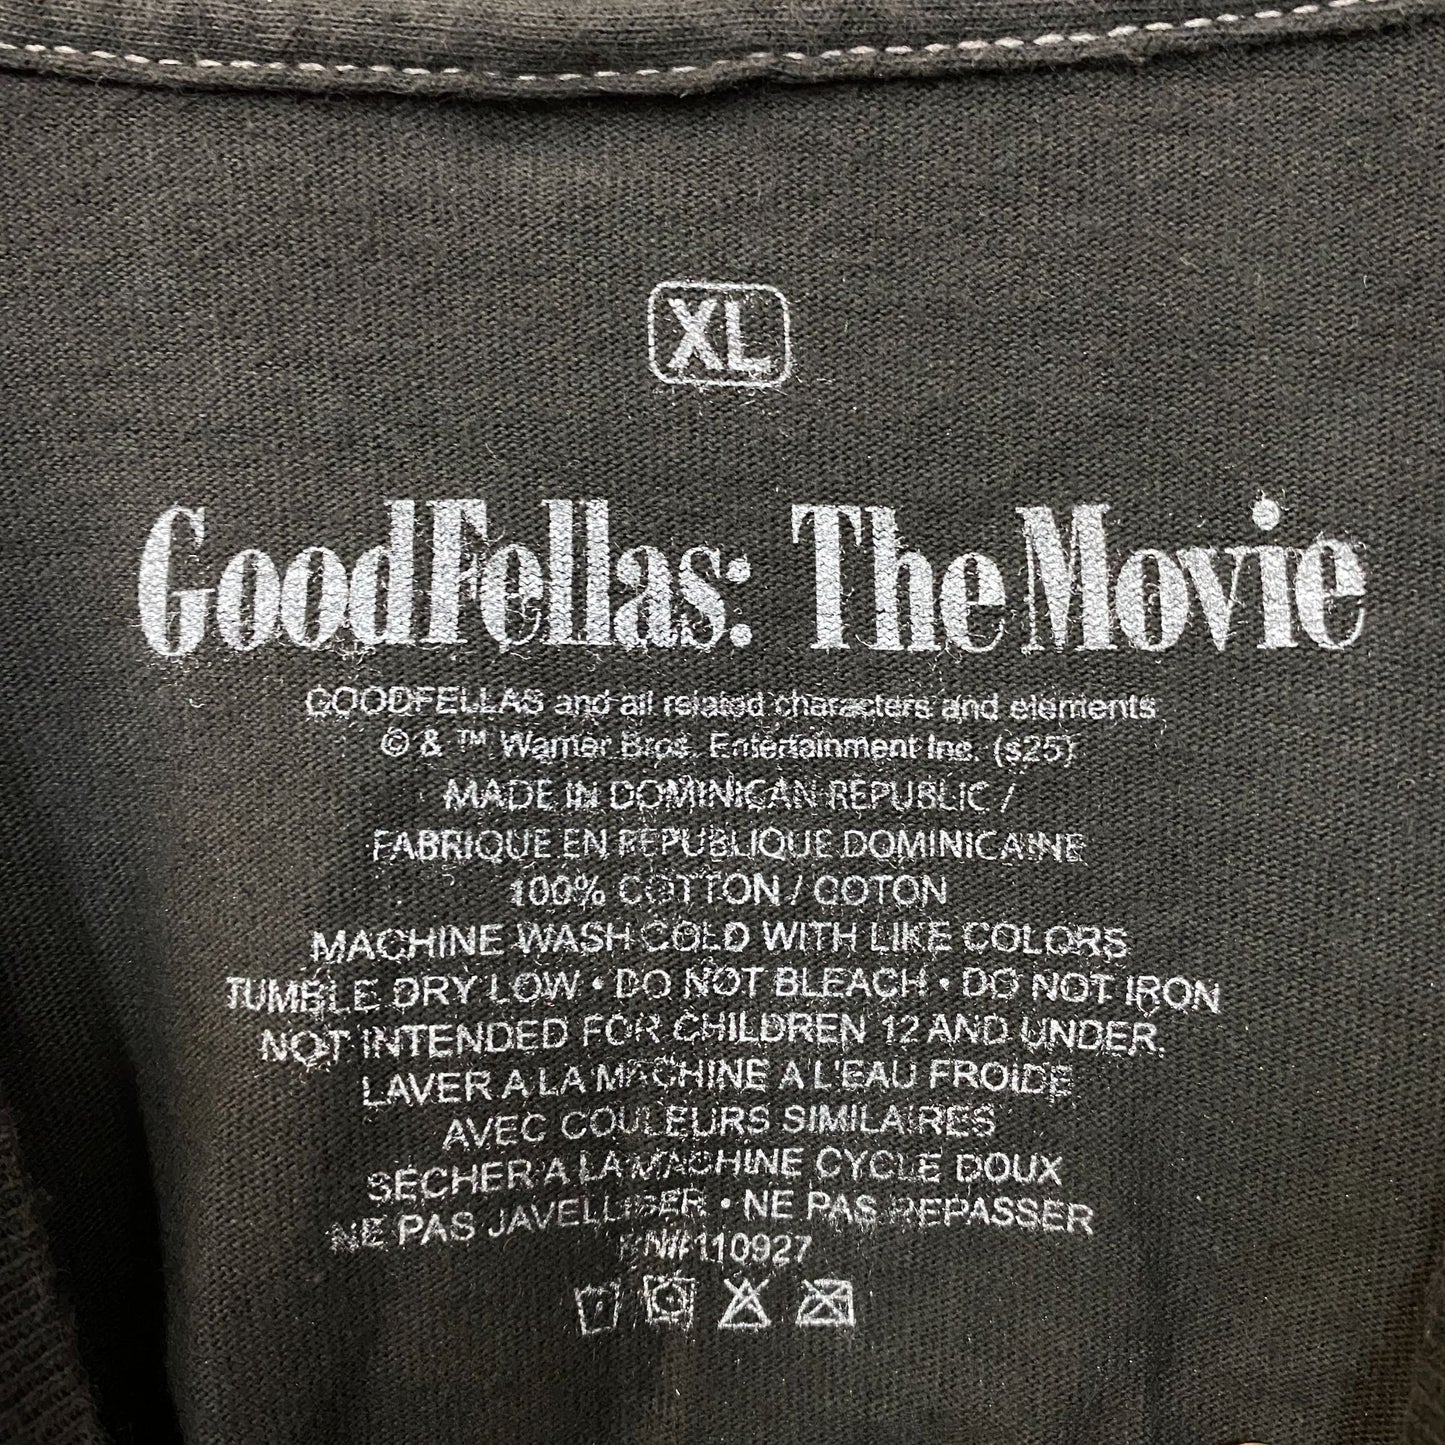 XL
GoodFellas: The Movie
GOODFELLAS and all related characters and elements
© & ™ Warner Bros. Entertainment Inc. (s25)
MADE IN DOMINICAN REPUBLIC /
FABRIQUE EN REPUBLIQUE DOMINICAINE
100% COTTON / COTON
MACHINE WASH COLD WITH LIKE COLORS
TUMBLE DRY LOW • DO NOT BLEACH • DO NOT IRON
NOT INTENDED FOR CHILDREN 12 AND UNDER.
LAVER A LA MACHINE A L'EAU FROIDE
AVEC COULEURS SIMILAIRES
SECHER A LA MACHINE CYCLE DOUX
NE PAS JAVELLISER • NE PAS REPASSER
RN#110927